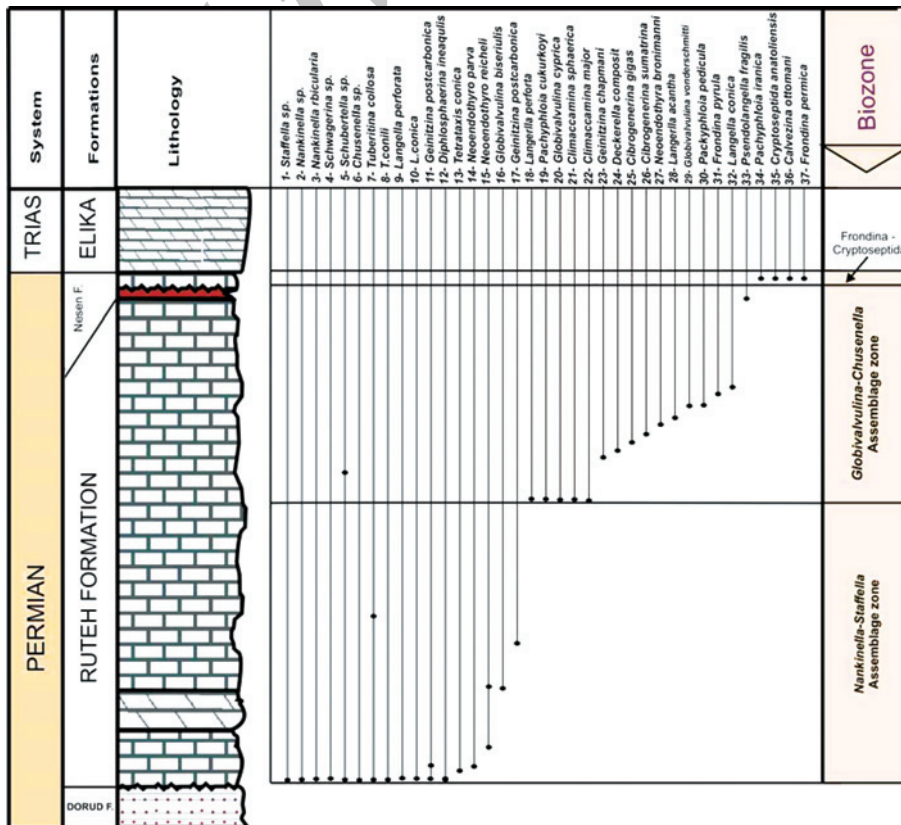 System
Formations
Lithology
1- Staffella sp.
2- Nankinella sp.
3- Nankinella rbicularia
4- Schwagerina sp.
5- Schubertella sp.
6- Chusenella sp.
7- Tuberitina collosa
8- T.conili
9- Langella perforata
10- L.conica
11- Geinitzina postcarbonica
12- Diphlosphaerina ineaqulis
13- Tetrataxis conica
14- Neoendothyro parva
15- Neoendothyro reicheli
16- Globivalvulina biseriulis
17- Geinitzina postcarbonica
18- Langella perforta
19- Pachyphloia cukurkoyi
20- Globivalvulina cyprica
21- Climaccamina sphaerica
22- Climaccamina major
23- Geinitzina chapmani
24- Deckerella composit
25- Cibrogenerina gigas
26- Cibrogenerina sumatrina
27- Neoendothyra bronimanni
28- Langella acantha
29- Globivalvulina vonderschmitti
30- Packyphloia pedicula
31- Frondina pyrula
32- Langella conica
33- Psendolangella fragilis
34- Pachyphloia iranica
35- Cryptoseptida anatoliensis
36- Calvezina ottomani
37- Frondina permica
Biozone
TRIAS
ELIKA
Frondina -
Cryptoseptida
PERMIAN
Nesen F.
RUTEH FORMATION
DORUD F.
Globivalvulina-Chusenella
Assemblage zone
Nankinella-Staffella
Assemblage zone